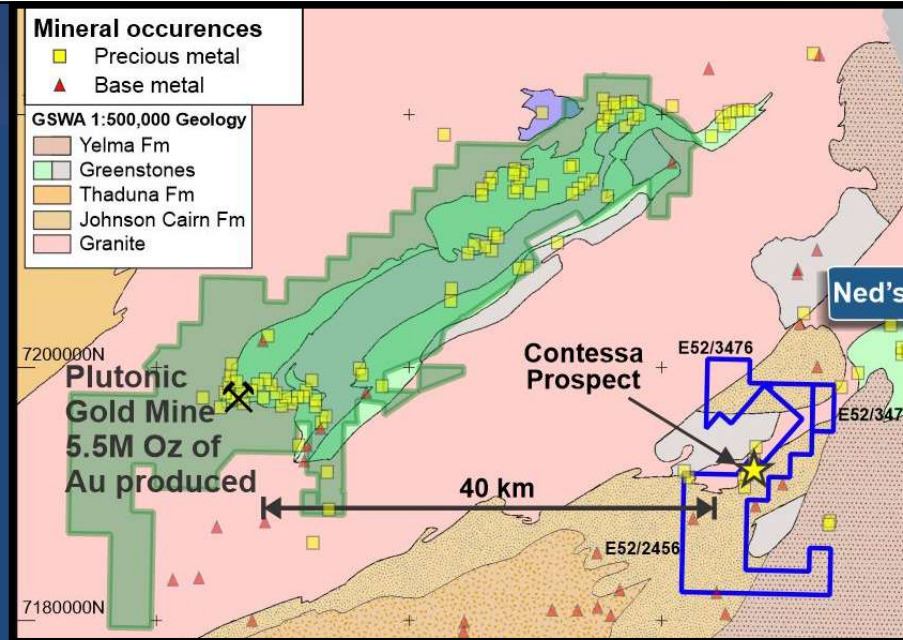 Mineral occurences
Precious metal
Base metal
GSWA 1:500,000 Geology
Yelma Fm
Greenstones
Thaduna Fm
Johnson Cairn Fm
Granite
Ned's
7200000N
Plutonic
Gold Mine
5.5M Oz of
Au produced
Contessa
Prospect
E52/3476
E52/347
40 km
E52/2456
7180000N